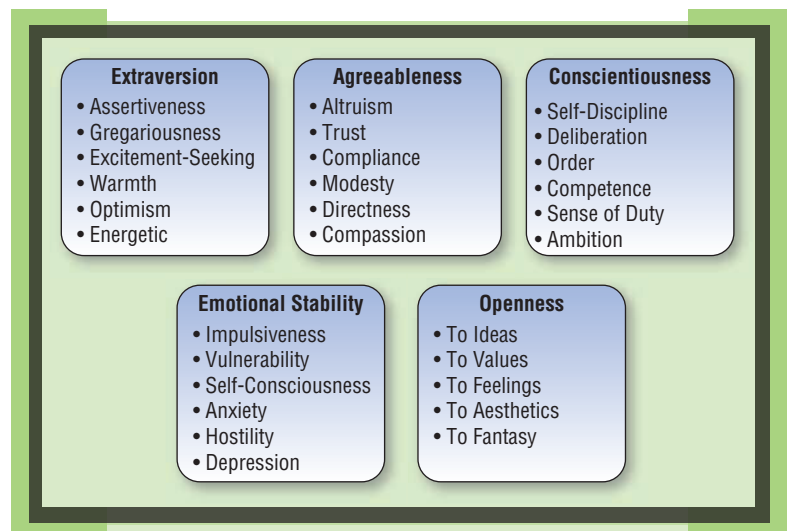 Extraversion
• Assertiveness
• Gregariousness
• Excitement-Seeking
• Warmth
• Optimism
• Energetic
Agreeableness
• Altruism
• Trust
• Compliance
• Modesty
• Directness
• Compassion
Conscientiousness
• Self-Discipline
• Deliberation
• Order
• Competence
• Sense of Duty
• Ambition
Emotional Stability
• Impulsiveness
• Vulnerability
• Self-Consciousness
• Anxiety
• Hostility
• Depression
Openness
• To Ideas
• To Values
• To Feelings
• To Aesthetics
• To Fantasy